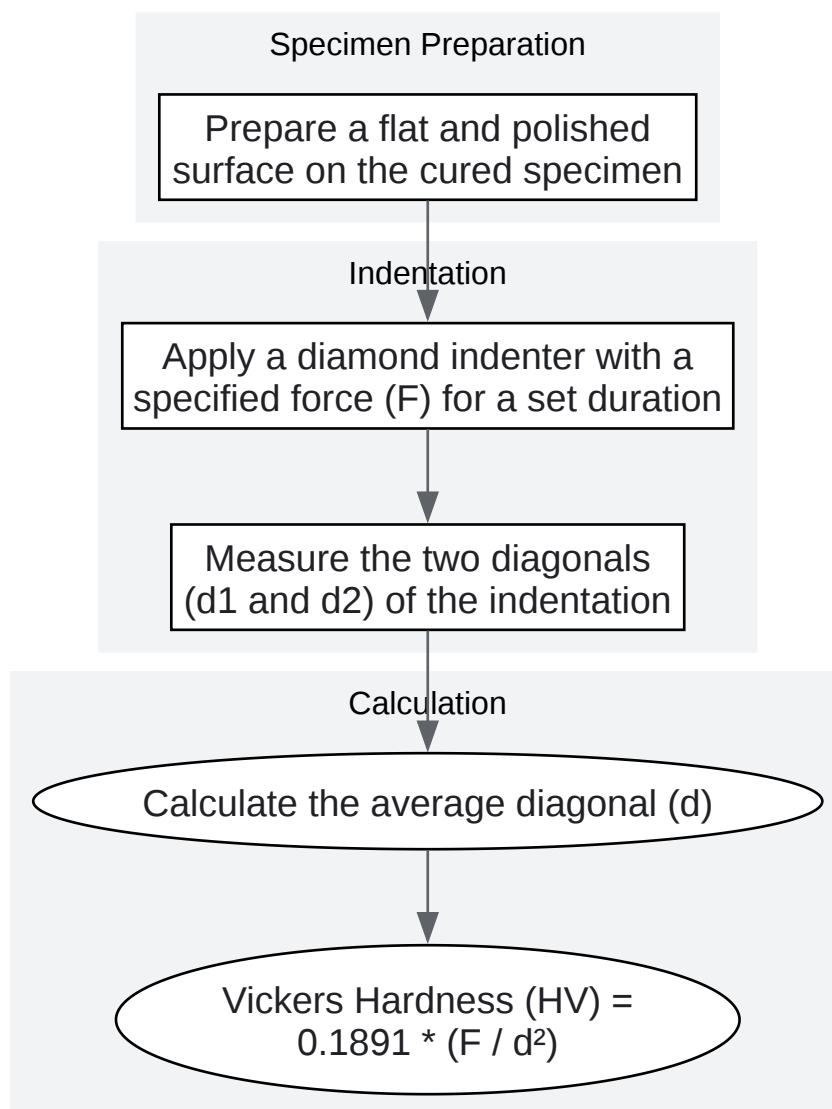 Specimen Preparation
Prepare a flat and polished
surface on the cured specimen
Indentation
Apply a diamond indenter with a
specified force (F) for a set duration
Measure the two diagonals
(d1 and d2) of the indentation
Calculation
Calculate the average diagonal (d)
Vickers Hardness (HV) =
0.1891 * (F / d²)